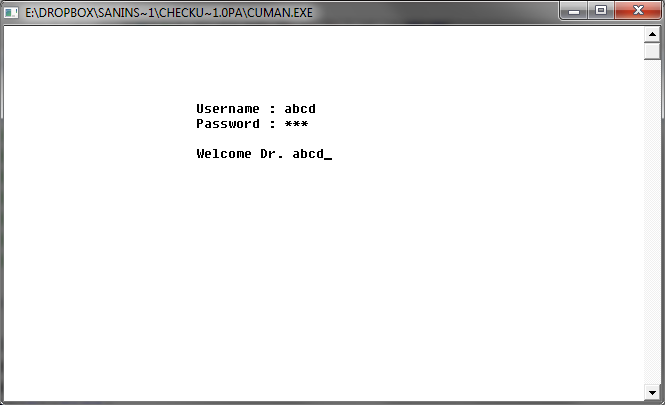 E:\DROPBOX\SANINS~1\CHECKU~1.0PA\CUMAN.EXE
Username : abcd
Password : ***
Welcome Dr. abcd_